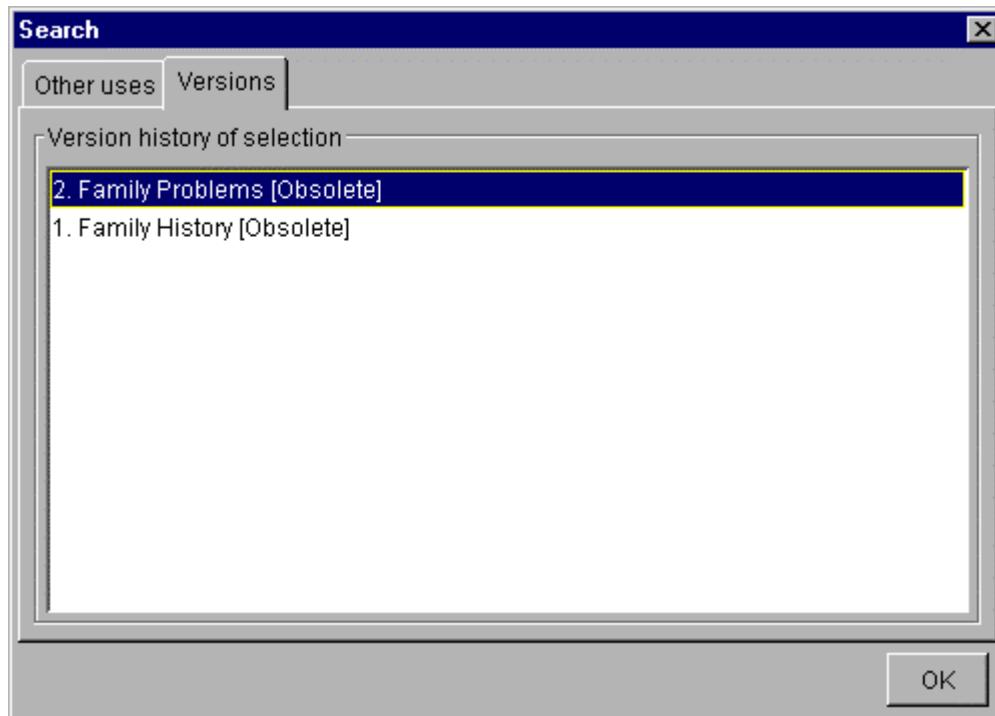 Search
Other uses Versions
Version history of selection
2. Family Problems [Obsolete]
1. Family History [Obsolete]
OK